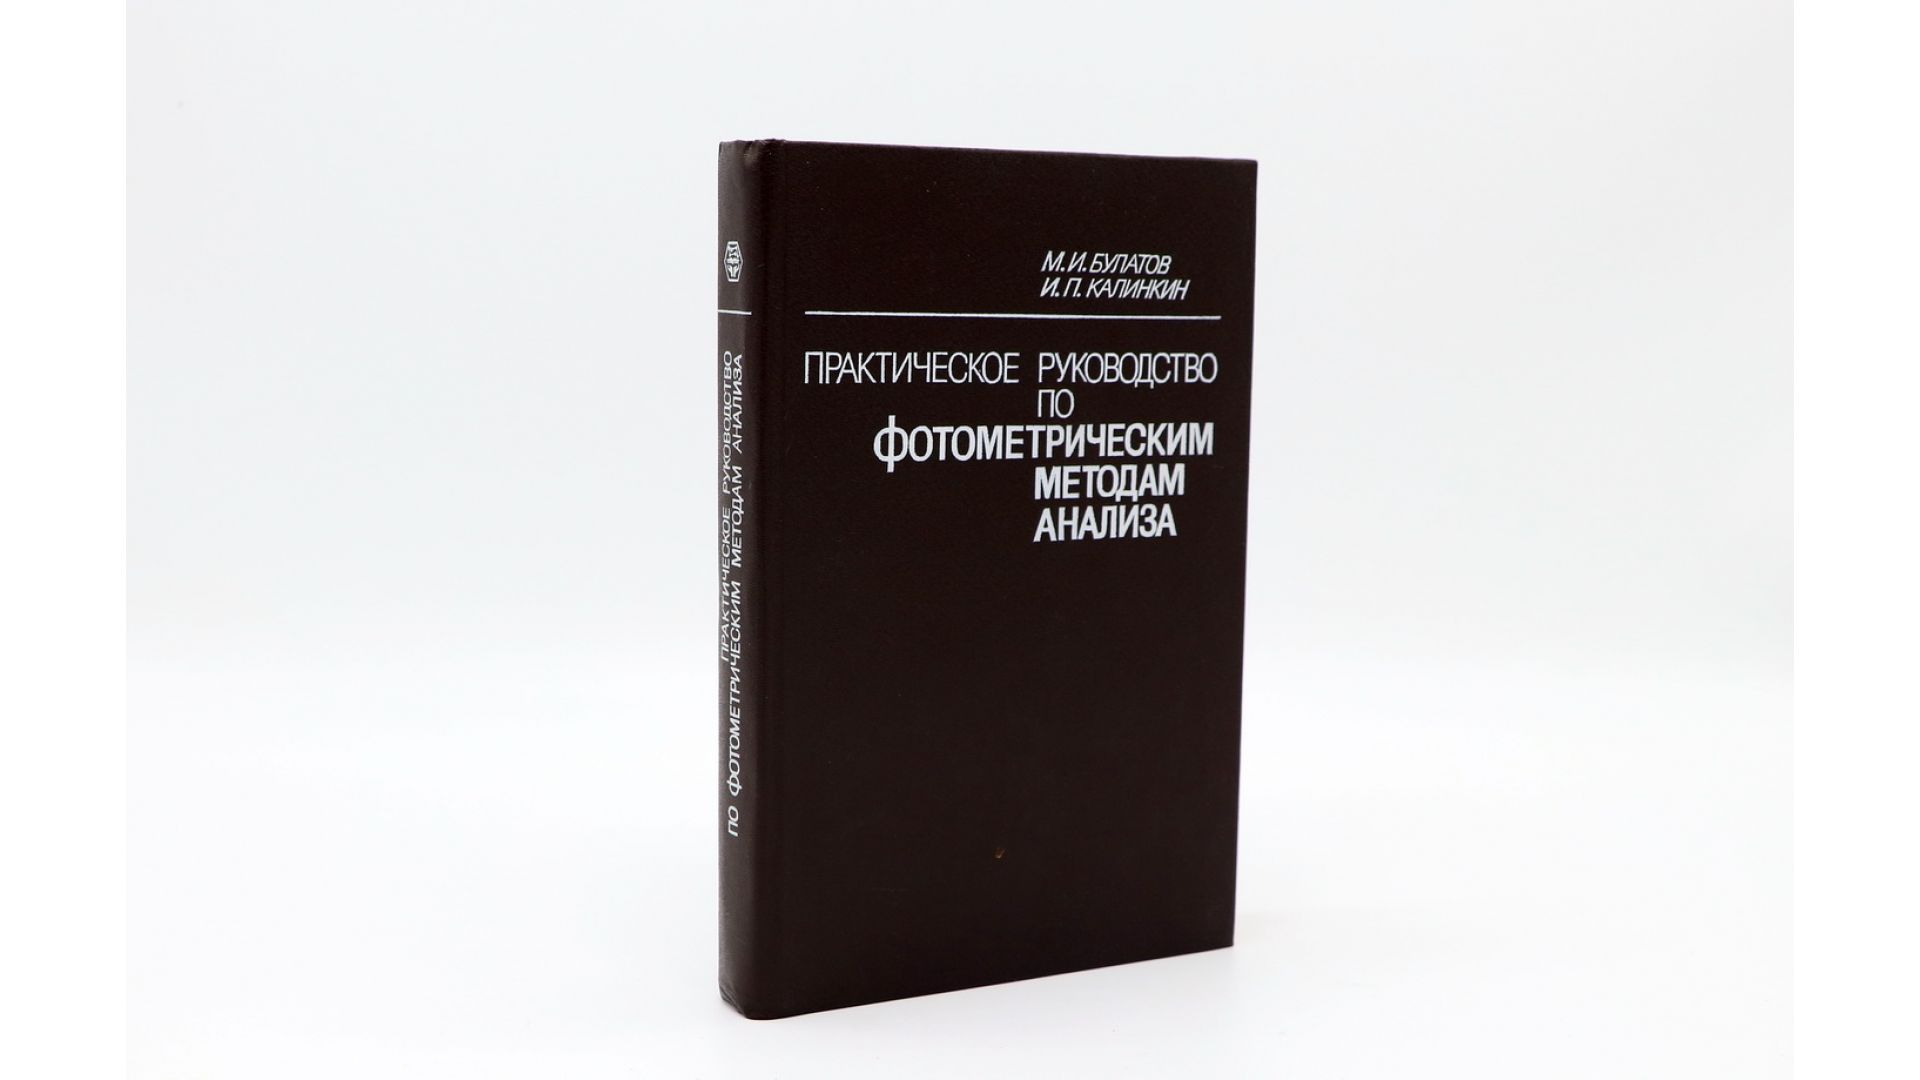 М.И.БУЛАТОВ
И.П.КАЛИНКИН
ПРАКТИЧЕСКОЕ РУКОВОДСТВО
ПО
ФОТОМЕТРИЧЕСКИМ
МЕТОДАМ
АНАЛИЗА
ПРАКТИЧЕСКОЕ РУКОВОДСТВО
ПО ФОТОМЕТРИЧЕСКИМ МЕТОДАМ АНАЛИЗА